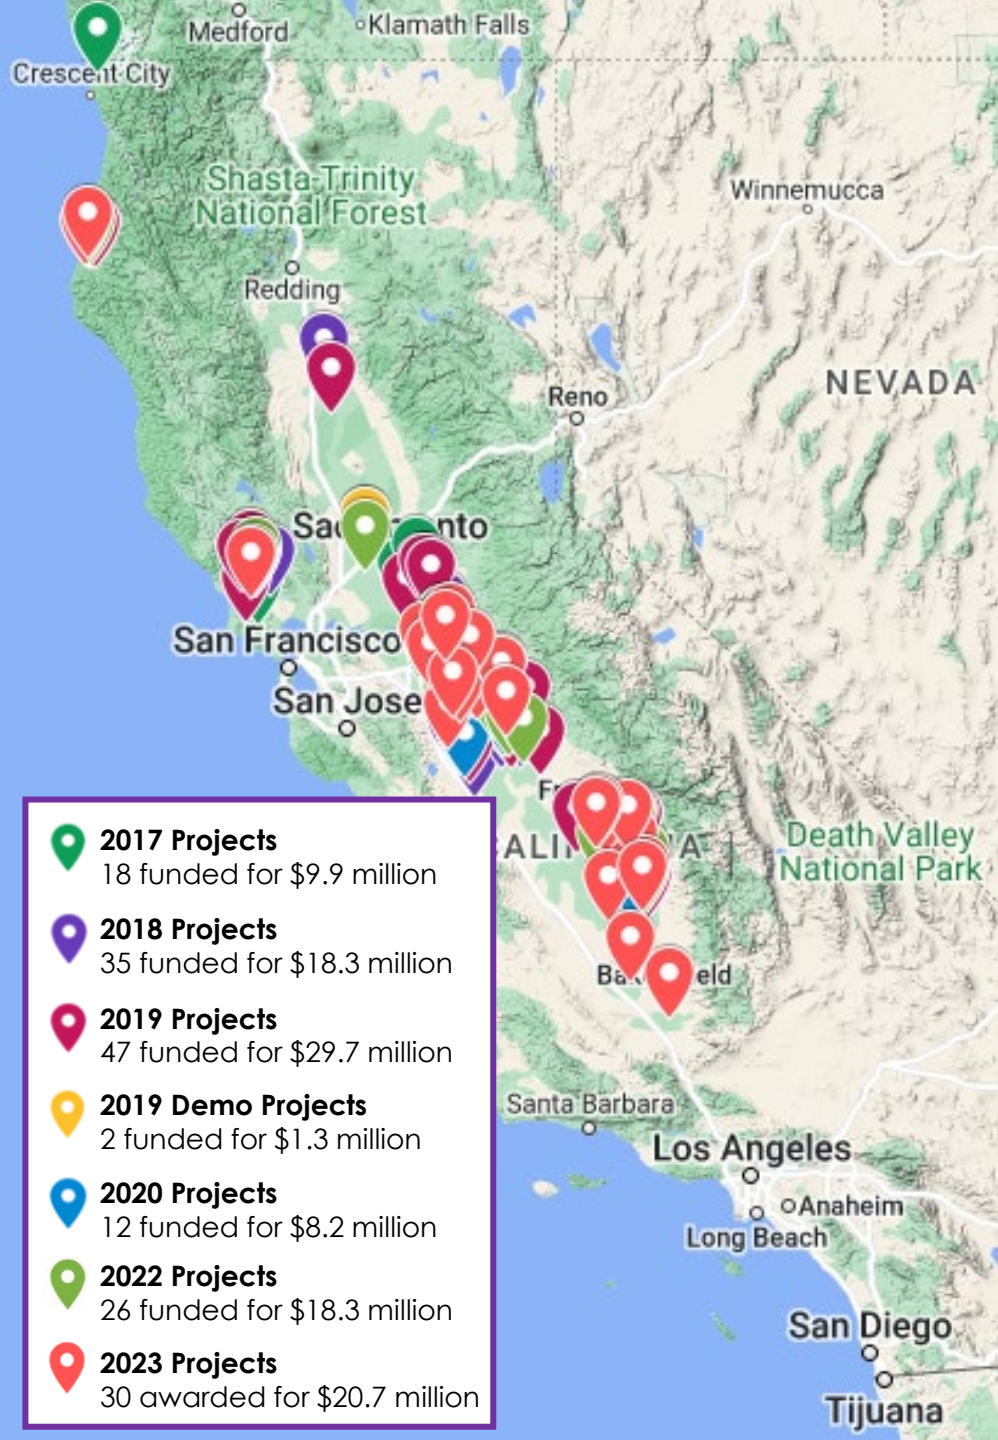 Medford
Klamath Falls
Crescent City
Shasta-Trinity
National Forest
Winnemucca
Redding
NEVADA
Reno
San Francisco
San Jose
Death Valley
National Park
2017 Projects
18 funded for $9.9 million
2018 Projects
35 funded for $18.3 million
2019 Projects
47 funded for $29.7 million
2019 Demo Projects
2 funded for $1.3 million
2020 Projects
12 funded for $8.2 million
2022 Projects
26 funded for $18.3 million
2023 Projects
30 awarded for $20.7 million
Santa Barbara
Los Angeles
Anaheim
Long Beach
San Diego
Tijuana